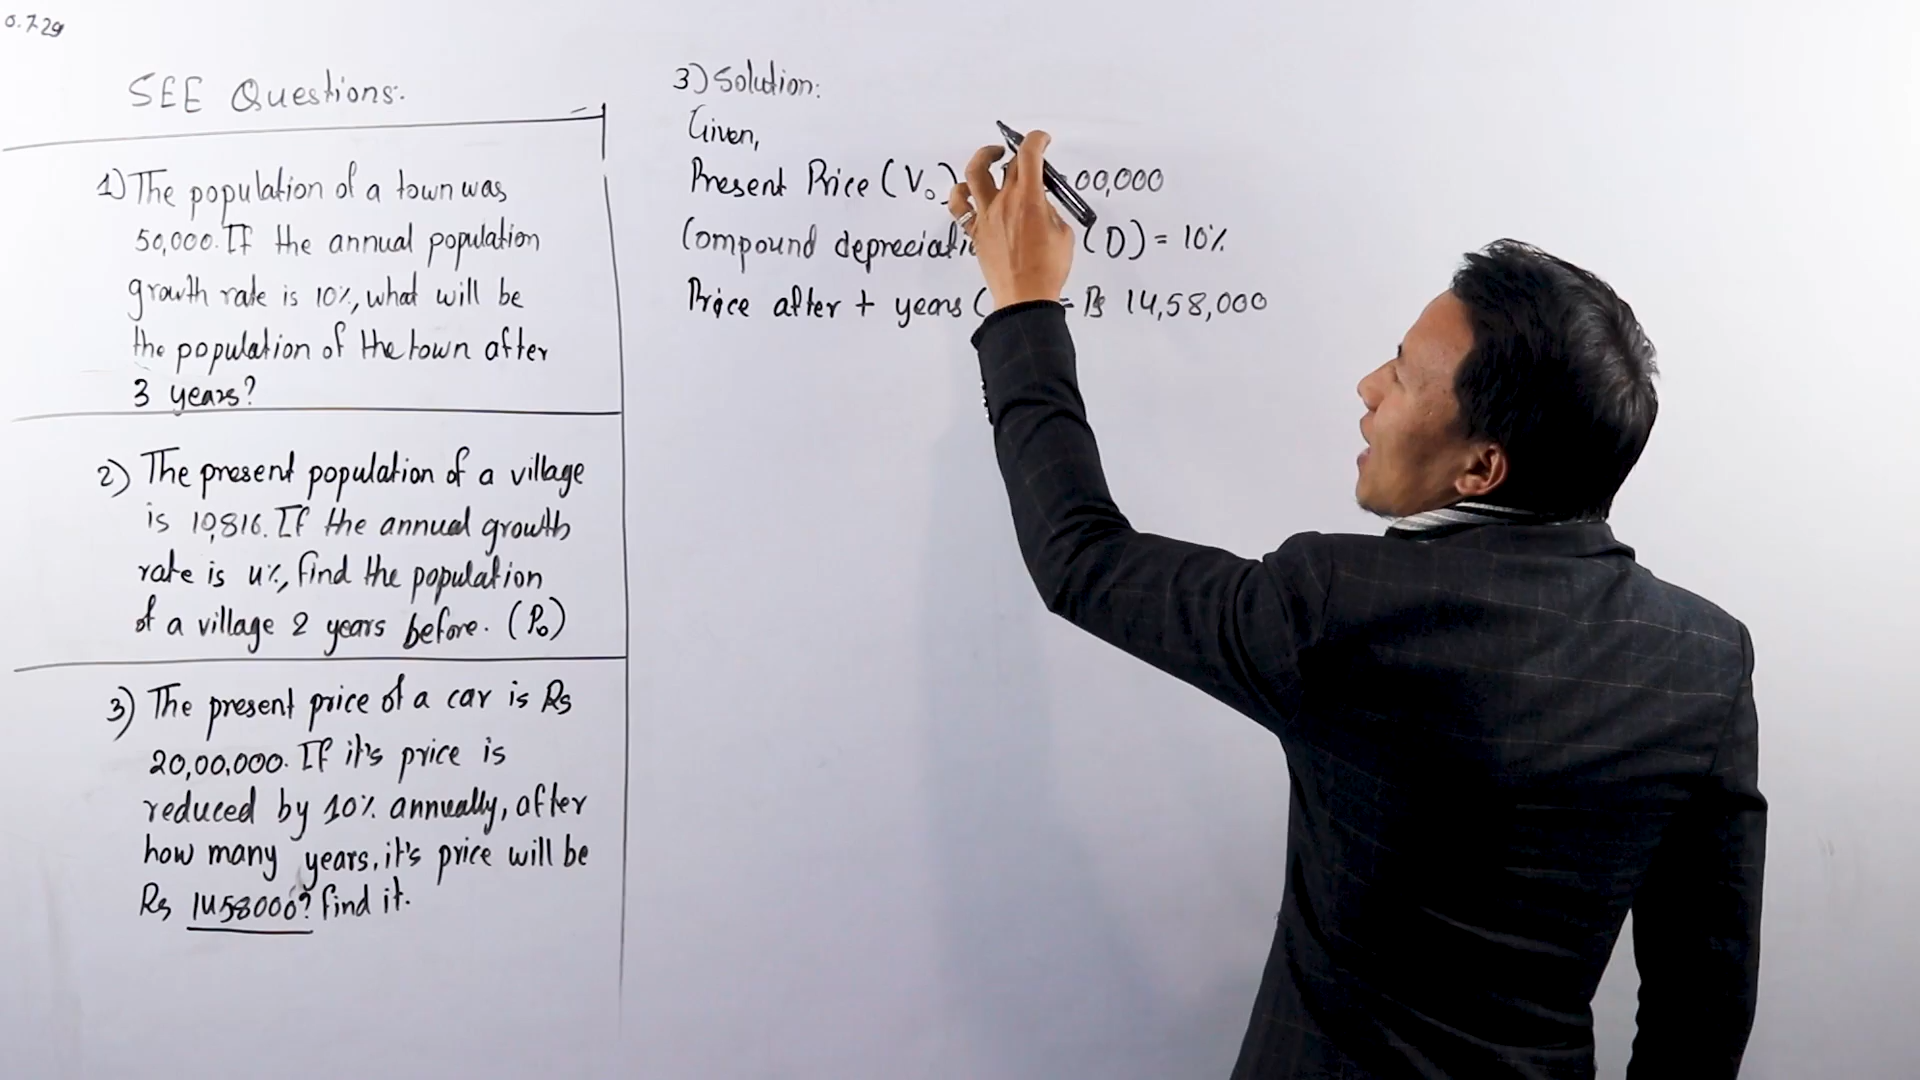 0.729
SEE Questions:
1) The population of a town was
50,000. If the annual population
growth rate is 10%, what will be
the population of the town after
3 years?
2) The present population of a village
is 10,816. If the annual growth
rate is 4%, find the population
of a village 2 years before. (P₀)
3) The present price of a car is Rs
20,00,000. If it's price is
reduced by 10% annually, after
how many years, it's price will be
Rs 1458000? find it.
3) Solution:
Given,
Present Price (V₀) 00,000
Compound depreciati (D) = 10%
Price after t years ( = Rs 14,58,000